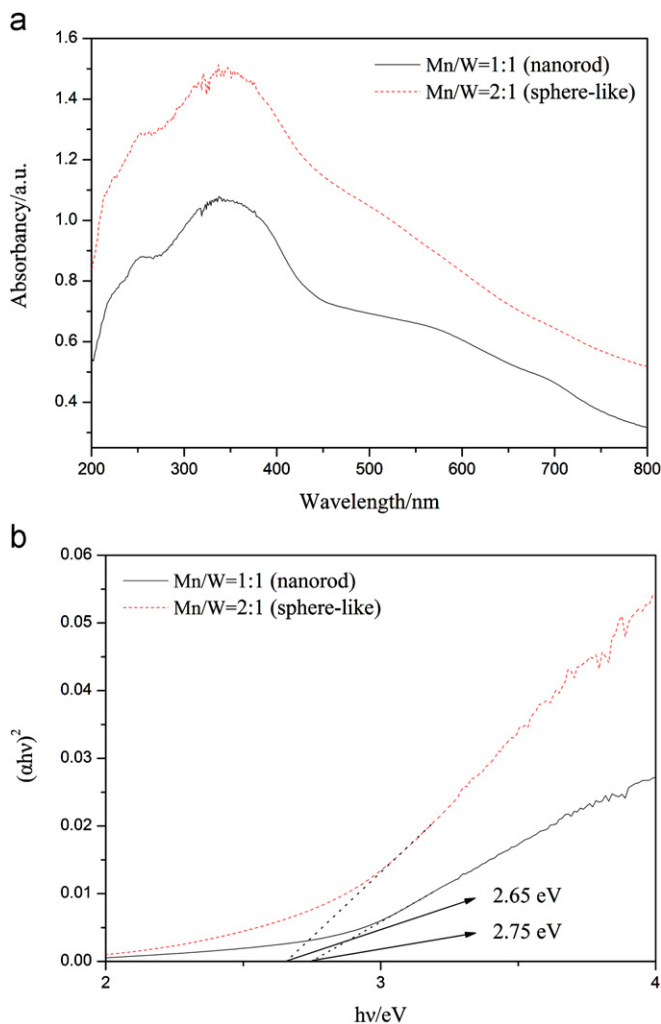 a
1.6
1.4
1.2
1.0
0.8
0.6
0.4
Absorbancy/a.u.
Mn/W=1:1 (nanorod)
Mn/W=2:1 (sphere-like)
200 300 400 500 600 700 800
Wavelength/nm
b
0.06
0.05
0.04
0.03
0.02
0.01
0.00
(αhν)²
Mn/W=1:1 (nanorod)
Mn/W=2:1 (sphere-like)
2.65 eV
2.75 eV
2 3 4
hν/eV